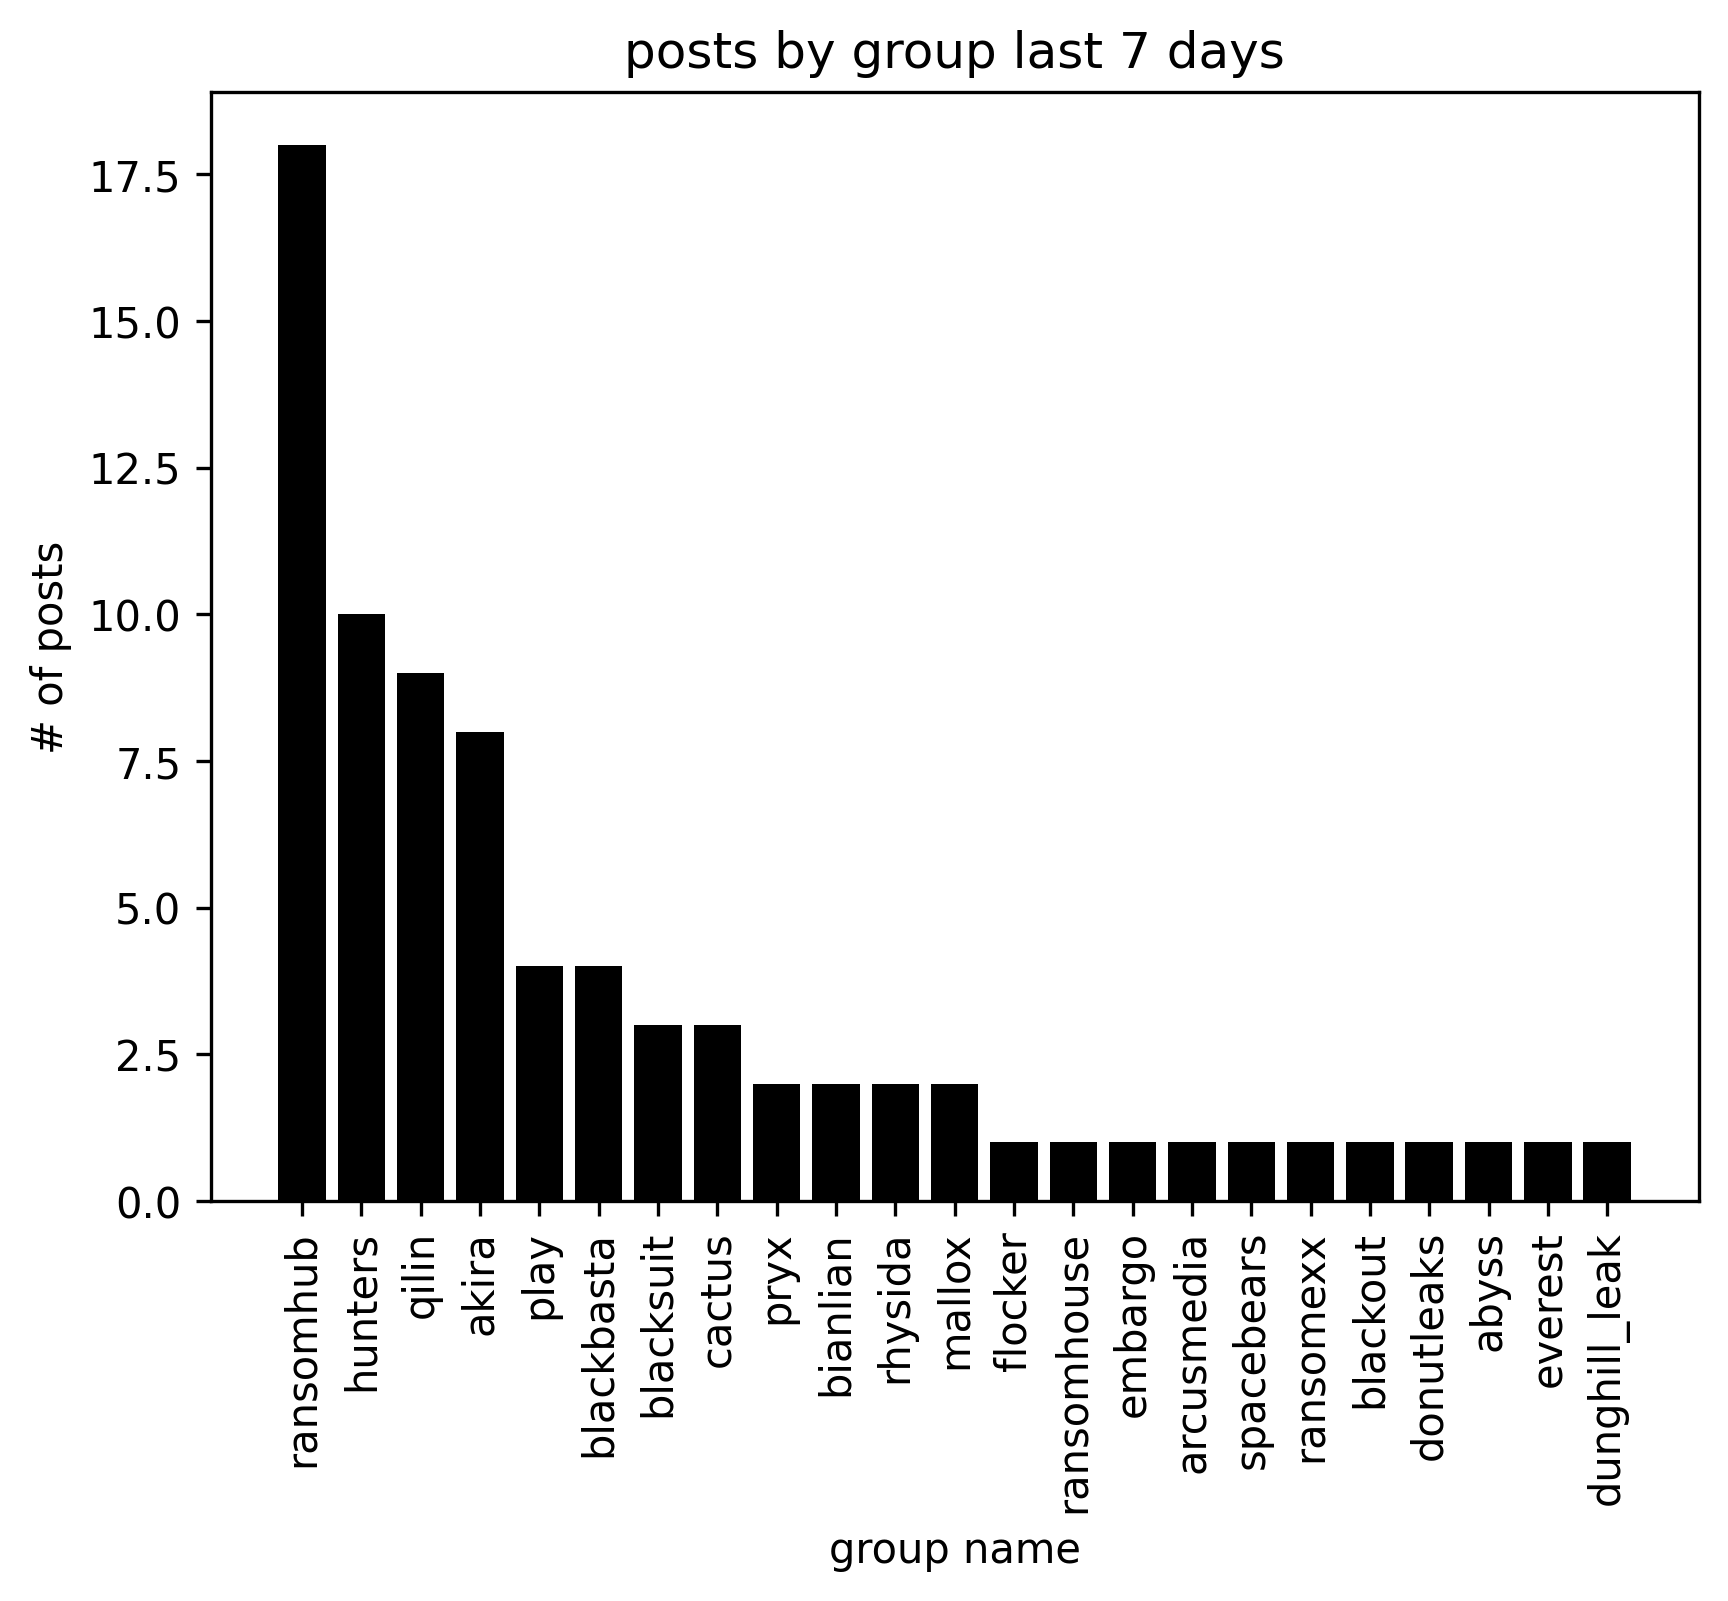 posts by group last 7 days
# of posts
17.5
15.0
12.5
10.0
7.5
5.0
2.5
0.0
ransomhub
hunters
qilin
akira
play
blackbasta
blacksuit
cactus
pryx
bianlian
rhysida
mallox
flocker
ransomhouse
embargo
arcusmedia
spacebears
ransomexx
blackout
donutleaks
abyss
everest
dunghill_leak
group name